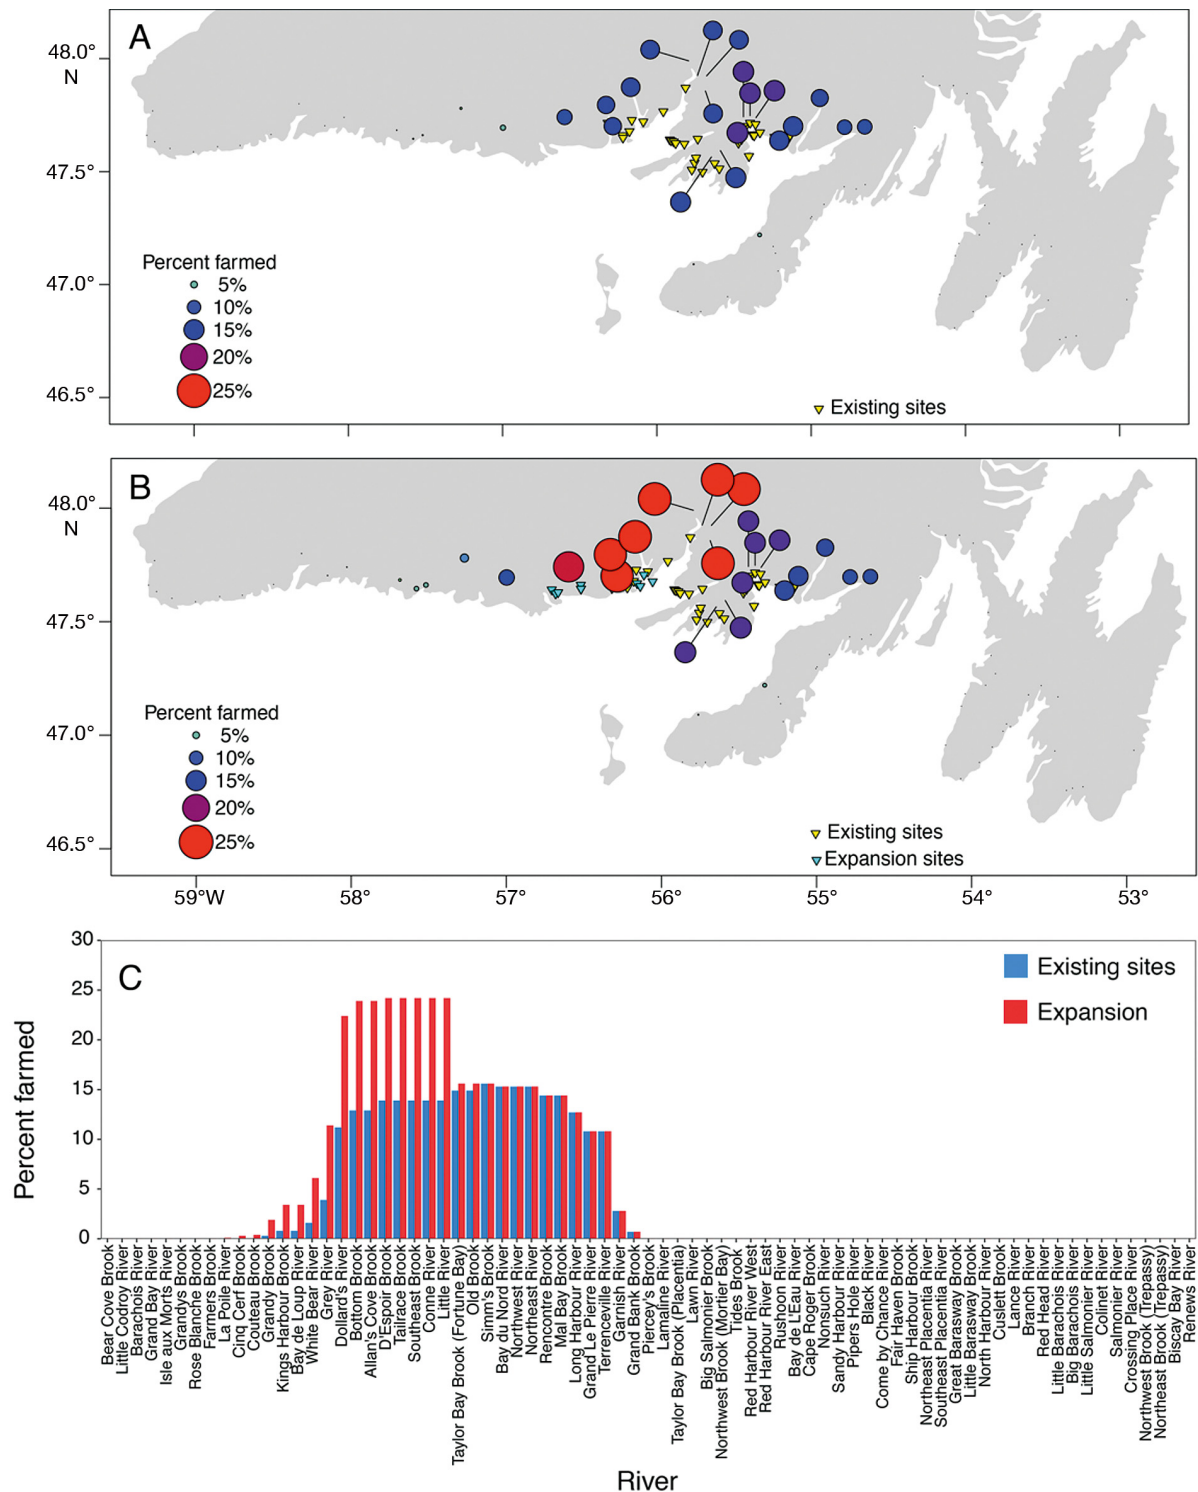 A
48.0°
N
47.5°
47.0°
46.5°
Percent farmed
5%
10%
15%
20%
25%
Existing sites
B
48.0°
N
47.5°
47.0°
46.5°
Percent farmed
5%
10%
15%
20%
25%
Existing sites
Expansion sites
59°W
58°
57°
56°
55°
54°
53°
C
30
25
20
15
10
5
0
Percent farmed
Existing sites
Expansion
Bear Cove Brook
Little Codroy River
Barachois River
Grand Bay River
Isle aux Morts River
Grandys Brook
Rose Blanche Brook
Farmers Brook
La Poile River
Cinq Cerf Brook
Couteau Brook
Grandy Brook
Kings Harbour Brook
Bay de Loup River
White Bear River
Grey River
Dollard's River
Bottom Brook
Allan's Cove Brook
D'Espoir Brook
Tailrace Brook
Southeast Brook
Conne River
Little River
Taylor Bay Brook (Fortune Bay)
Old Brook
Simm's Brook
Bay du Nord River
Northwest River
Northeast River
Rencontre Brook
Mal Bay Brook
Long Harbour River
Grand Le Pierre River
Terrenceville River
Garnish River
Grand Bank Brook
Piercey's Brook
Lamaline River
Taylor Bay Brook (Placentia)
Lawn River
Big Salmonier Brook
Northwest Brook (Mortier Bay)
Tides Brook
Red Harbour River West
Red Harbour River East
Rushoon River
Bay de L'Eau River
Cape Roger Brook
Nonsuch River
Sandy Harbour River
Pipers Hole River
Black River
Come by Chance River
Fair Haven Brook
Ship Harbour Brook
Northeast Placentia River
Southeast Placentia River
Great Barasway Brook
Little Barasway Brook
North Harbour River
Cuslett Brook
Lance River
Branch River
Red Head River
Little Barachois River
Big Barachois River
Little Salmonier River
Colinet River
Salmonier River
Crossing Place River
Northwest Brook (Trepassy)
Northeast Brook (Trepassy)
Biscay Bay River
Renews River
River